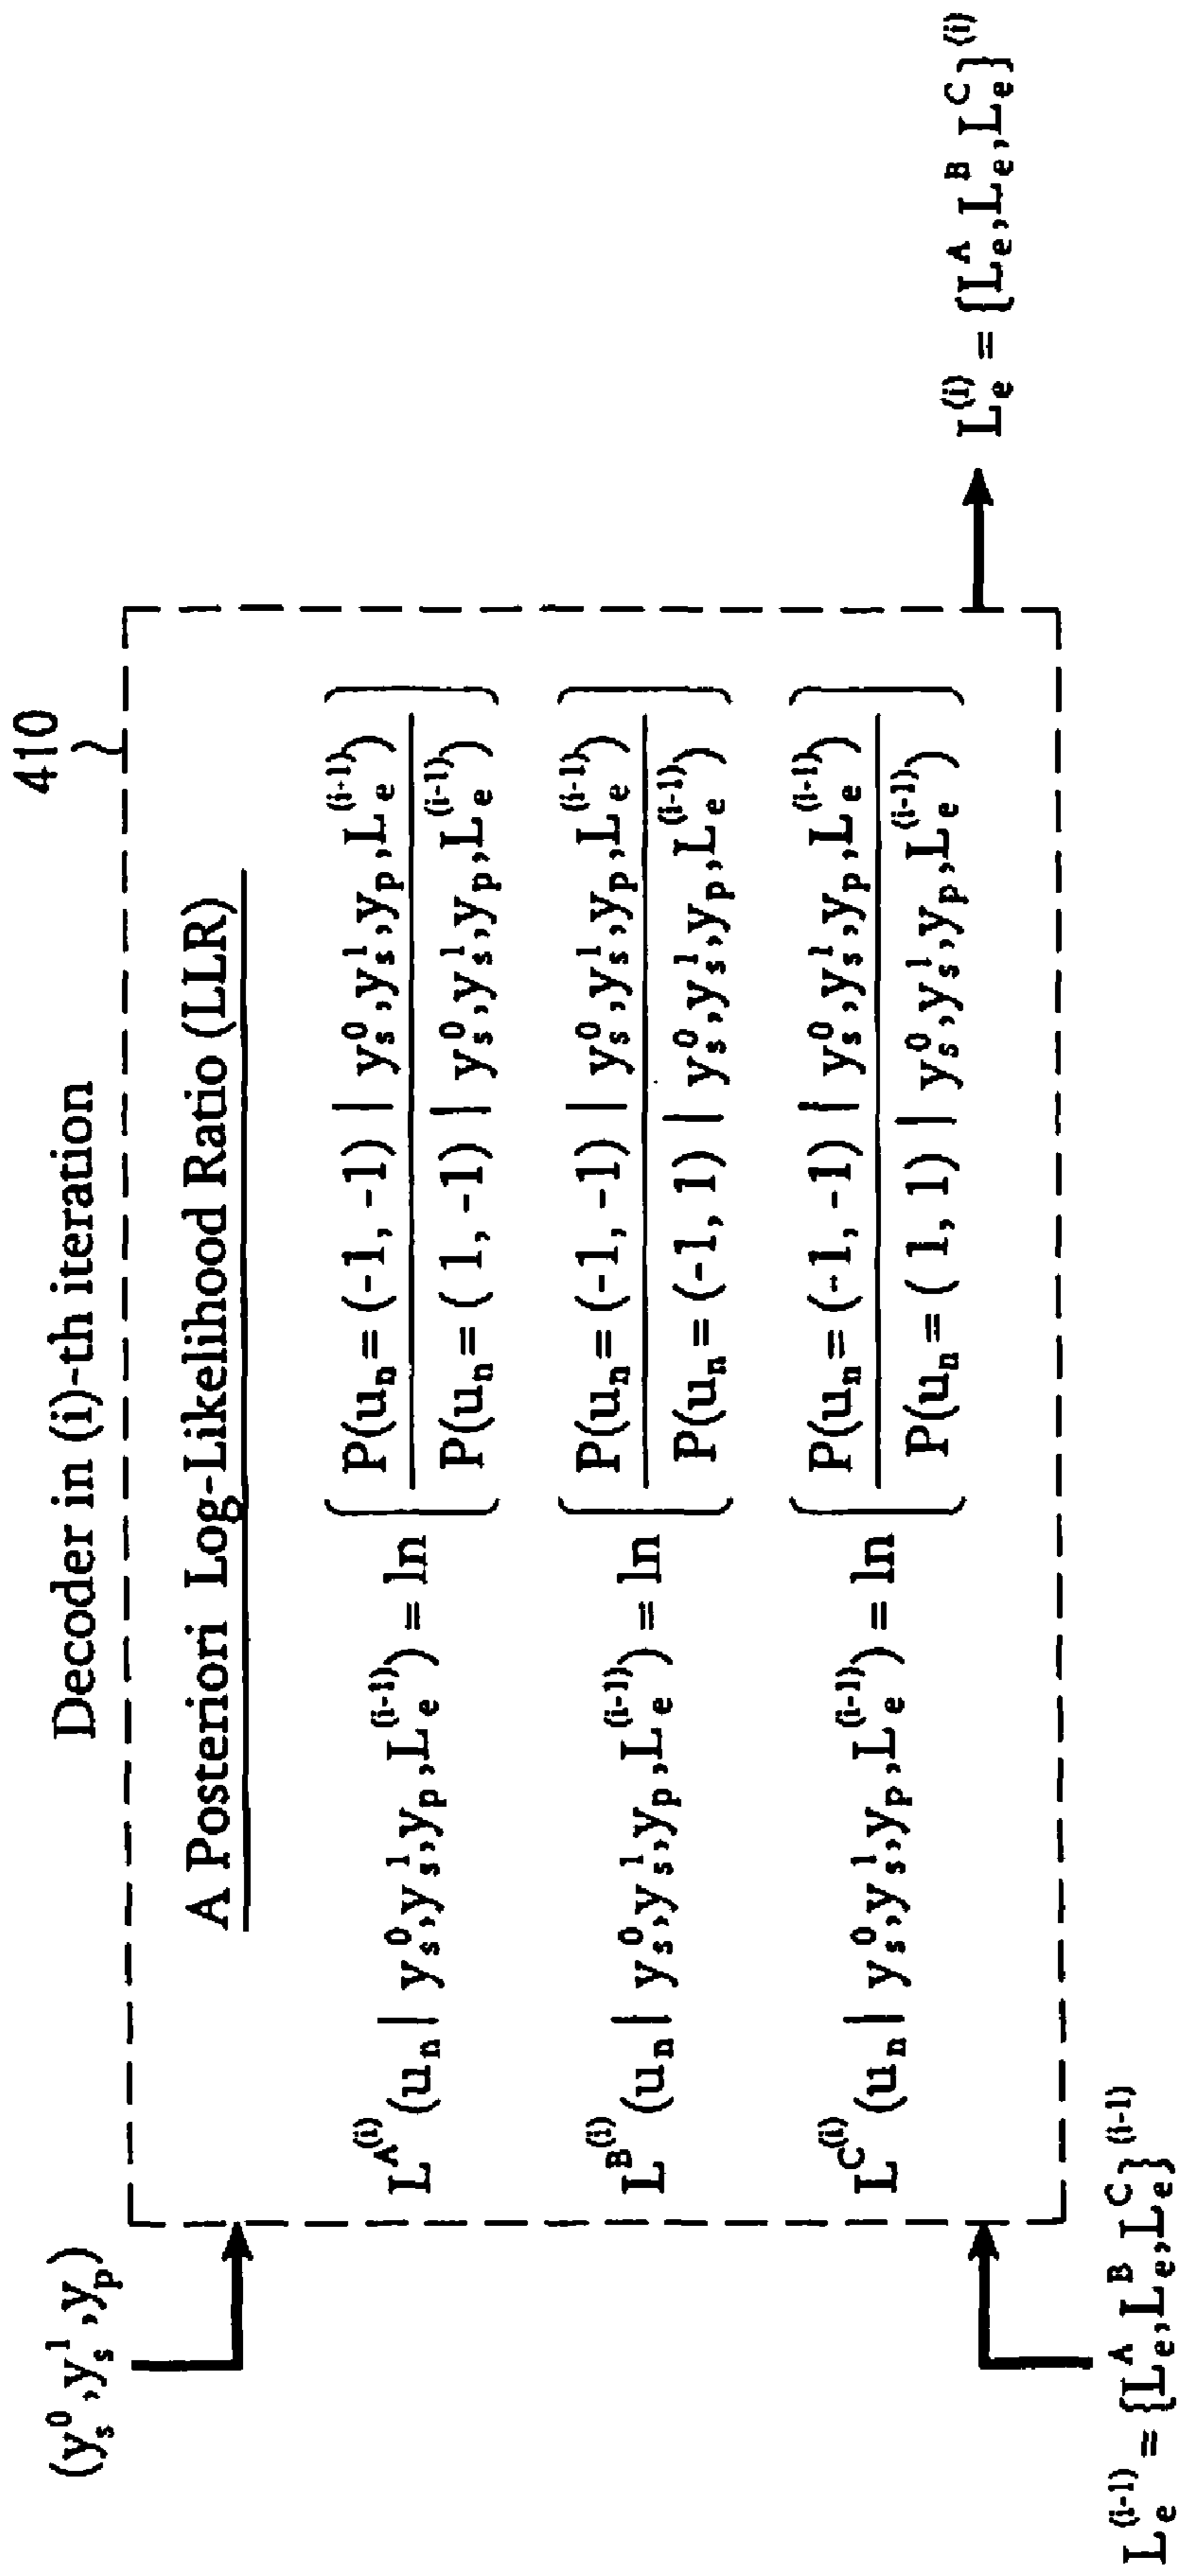 Decoder in (i)-th iteration
410
(y_s^0, y_s^1, y_p)
A Posteriori Log-Likelihood Ratio (LLR)
L^{A^{(i)}} (u_n | y_s^0, y_s^1, y_p, L_e^{(i-1)}) = ln { P(u_n = (-1, -1) | y_s^0, y_s^1, y_p, L_e^{(i-1)}) / P(u_n = ( 1, -1) | y_s^0, y_s^1, y_p, L_e^{(i-1)}) }
L^{B^{(i)}} (u_n | y_s^0, y_s^1, y_p, L_e^{(i-1)}) = ln { P(u_n = (-1, -1) | y_s^0, y_s^1, y_p, L_e^{(i-1)}) / P(u_n = (-1, 1) | y_s^0, y_s^1, y_p, L_e^{(i-1)}) }
L^{C^{(i)}} (u_n | y_s^0, y_s^1, y_p, L_e^{(i-1)}) = ln { P(u_n = (-1, -1) | y_s^0, y_s^1, y_p, L_e^{(i-1)}) / P(u_n = ( 1, 1) | y_s^0, y_s^1, y_p, L_e^{(i-1)}) }
L_e^{(i)} = {L_e^A, L_e^B, L_e^C}^{(i)}
L_e^{(i-1)} = {L_e^A, L_e^B, L_e^C}^{(i-1)}